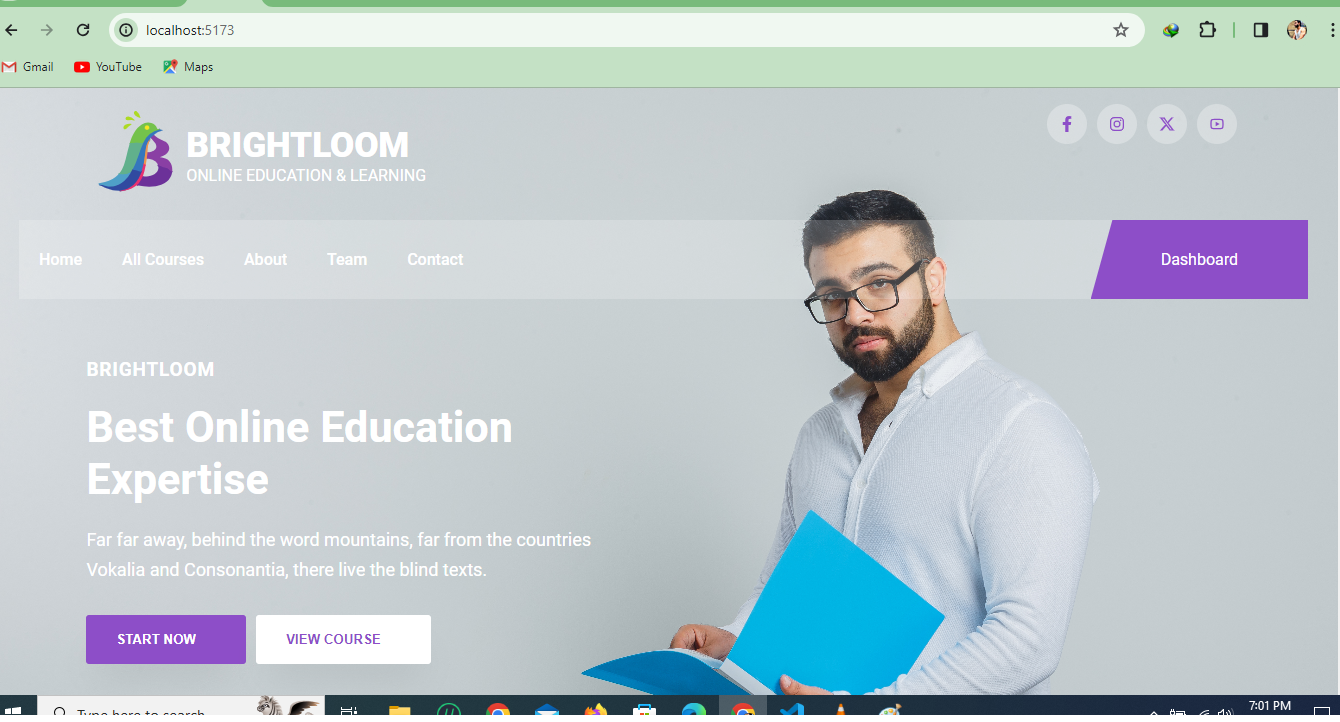 localhost:5173
Gmail
YouTube
Maps
BRIGHTLOOM
ONLINE EDUCATION & LEARNING
Home
All Courses
About
Team
Contact
Dashboard
BRIGHTLOOM
Best Online Education
Expertise
Far far away, behind the word mountains, far from the countries
Vokalia and Consonantia, there live the blind texts.
START NOW
VIEW COURSE
Type here to search
7:01 PM